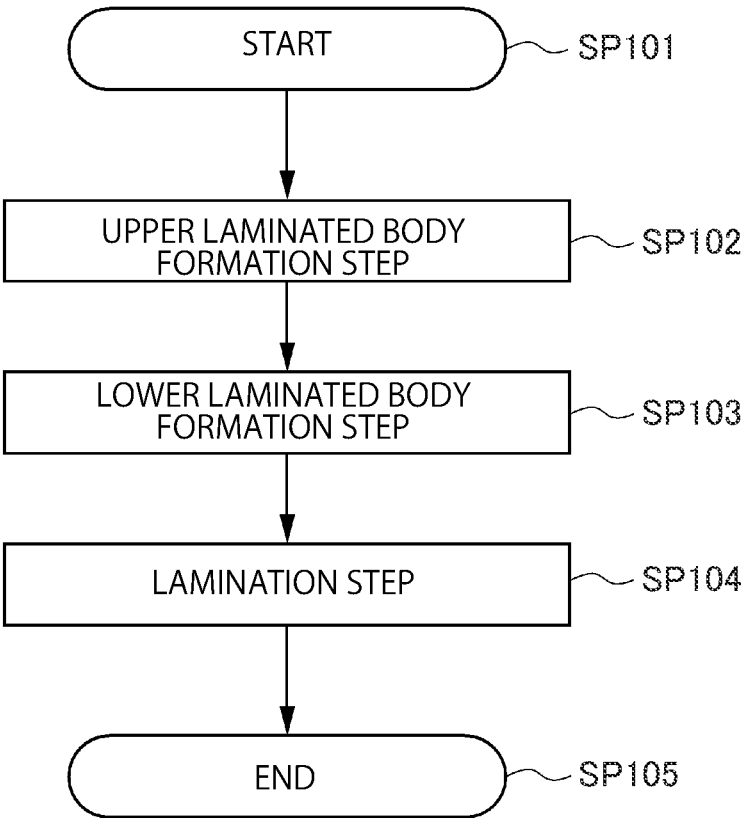 START
SP101
UPPER LAMINATED BODY
FORMATION STEP
SP102
LOWER LAMINATED BODY
FORMATION STEP
SP103
LAMINATION STEP
SP104
END
SP105